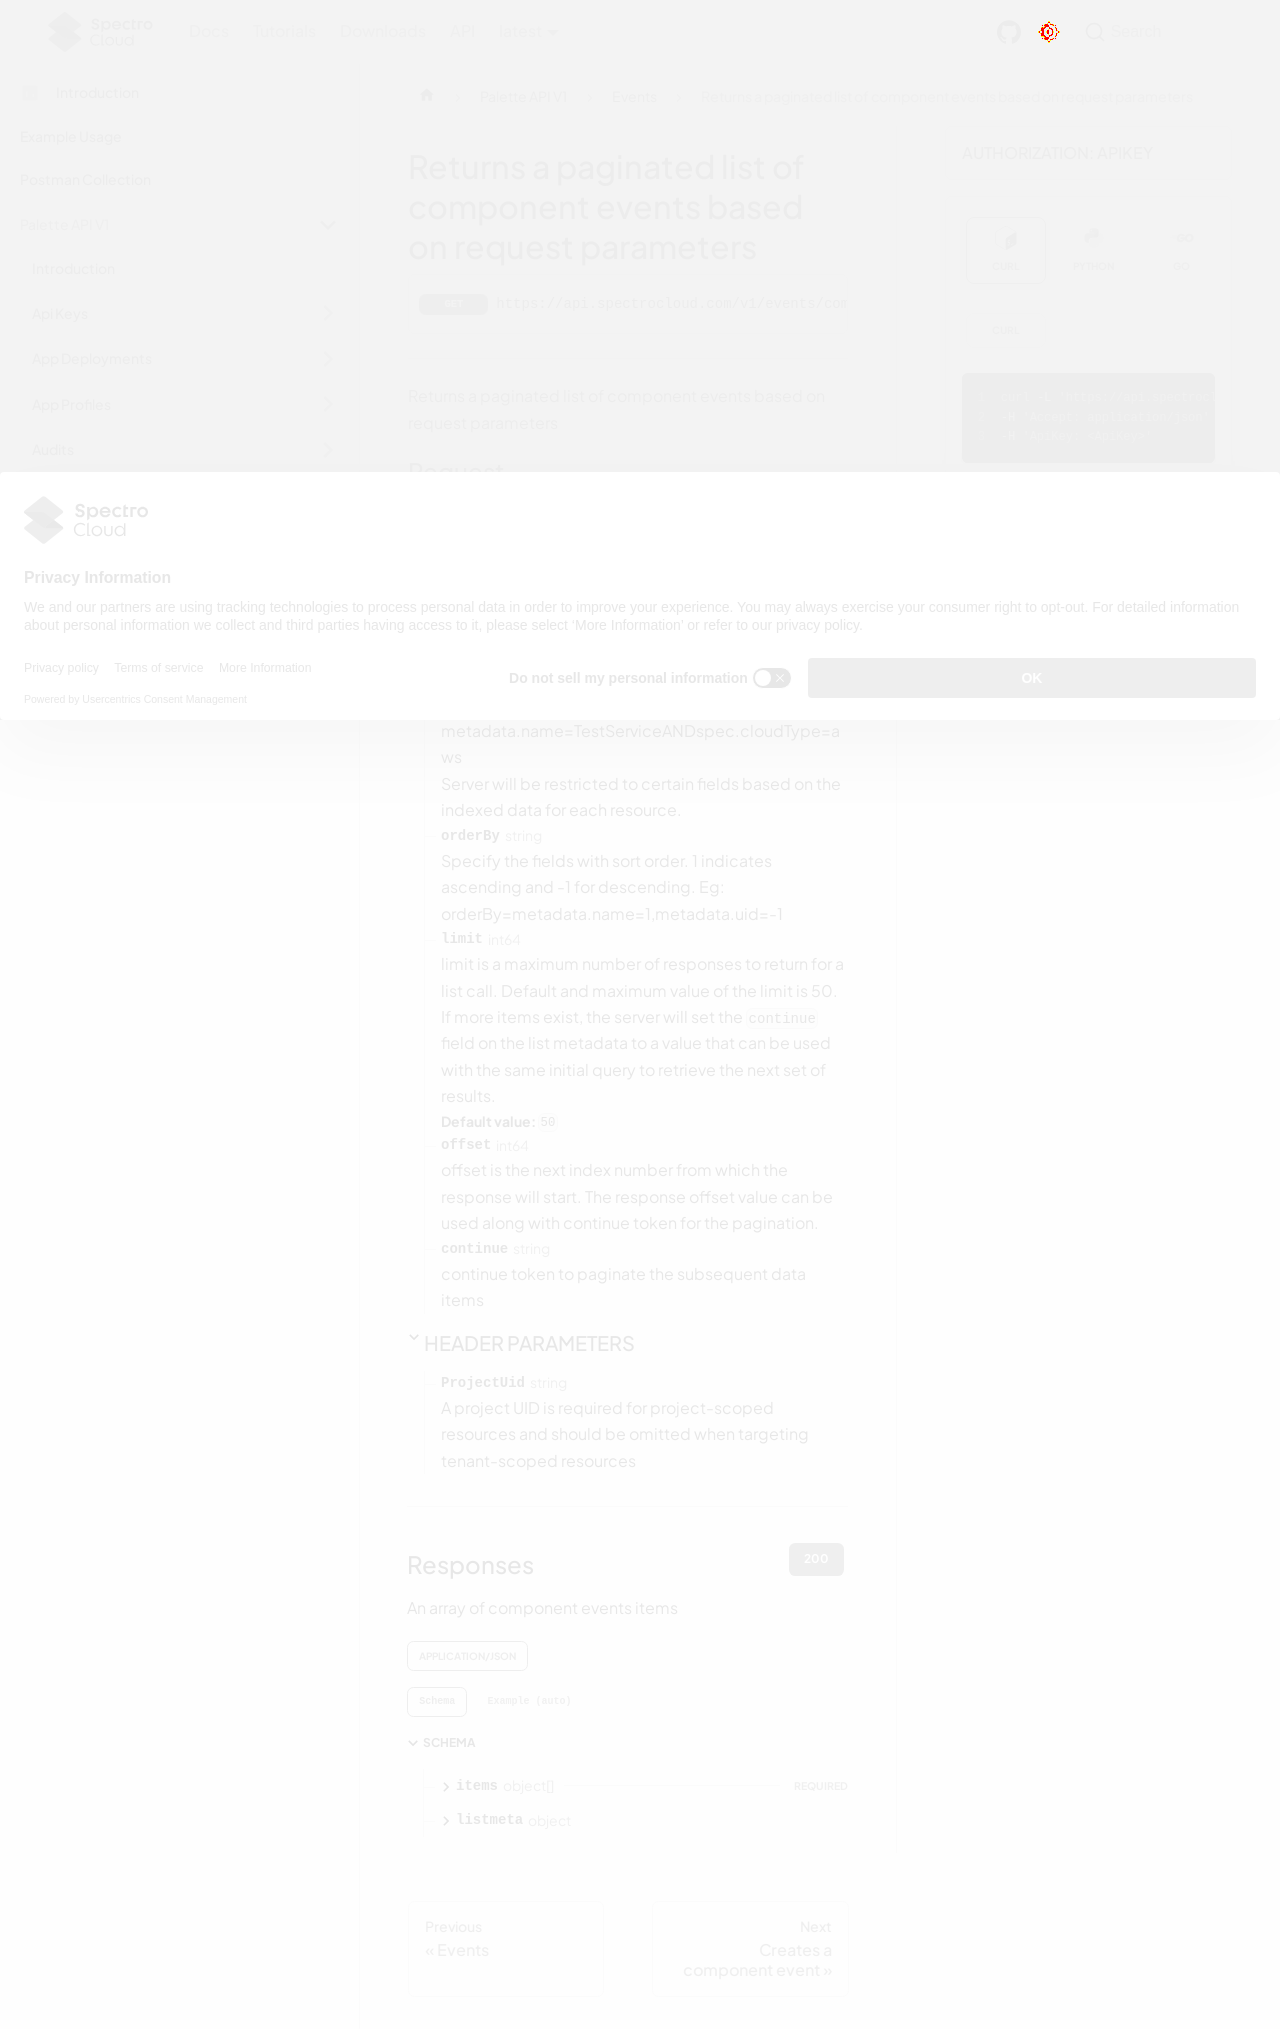 Spectro
Cloud
Docs
Tutorials
Downloads
API
latest
Search
Introduction
Example Usage
Postman Collection
Palette API V1
Introduction
Api Keys
App Deployments
App Profiles
Audits
Palette API V1
Events
Returns a paginated list of component events based on request parameters
Returns a paginated list of
component events based
on request parameters
GET
https://api.spectrocloud.com/v1/events/com
Returns a paginated list of component events based on
request parameters
Request
AUTHORIZATION: APIKEY
CURL
PYTHON
GO
CURL
Spectro
Cloud
Privacy Information
We and our partners are using tracking technologies to process personal data in order to improve your experience. You may always exercise your consumer right to opt-out. For detailed information
about personal information we collect and third parties having access to it, please select 'More Information' or refer to our privacy policy.
Privacy policy
Terms of service
More Information
Powered by Usercentrics Consent Management
Do not sell my personal information
OK
metadata.name=TestServiceANDspec.cloudType=a
ws
Server will be restricted to certain fields based on the
indexed data for each resource.
orderBy string
Specify the fields with sort order. 1 indicates
ascending and -1 for descending. Eg:
orderBy=metadata.name=1,metadata.uid=-1
limit int64
limit is a maximum number of responses to return for a
list call. Default and maximum value of the limit is 50.
If more items exist, the server will set the continue
field on the list metadata to a value that can be used
with the same initial query to retrieve the next set of
results.
Default value: 50
offset int64
offset is the next index number from which the
response will start. The response offset value can be
used along with continue token for the pagination.
continue string
continue token to paginate the subsequent data
items
HEADER PARAMETERS
ProjectUid string
A project UID is required for project-scoped
resources and should be omitted when targeting
tenant-scoped resources
Responses
200
An array of component events items
APPLICATION/JSON
Schema
Example (auto)
SCHEMA
items object[]
REQUIRED
listmeta object
Previous
« Events
Next
Creates a
component event »